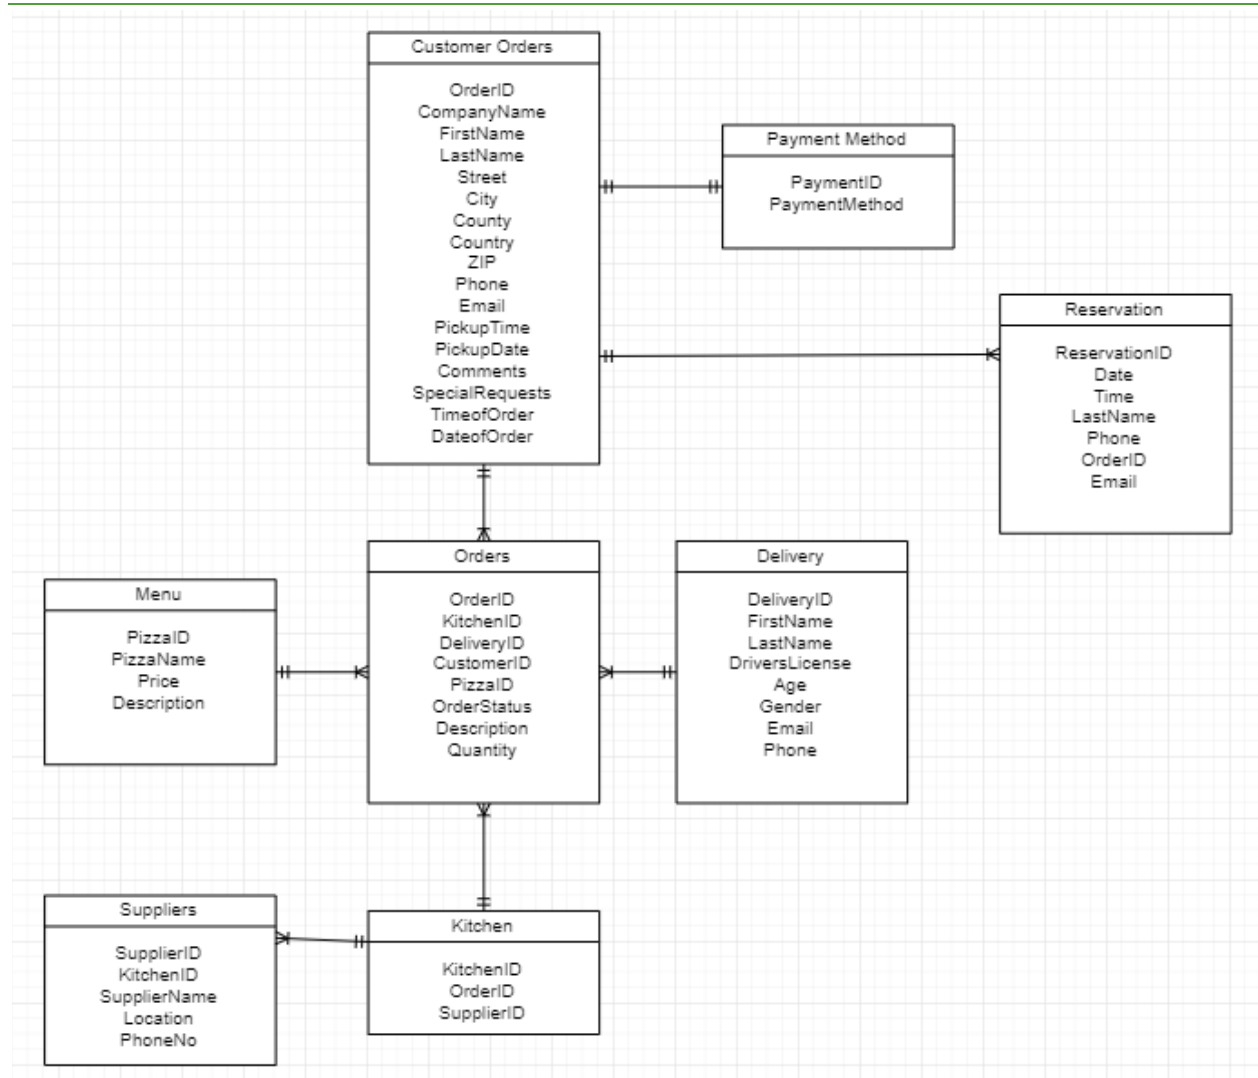 Customer Orders
OrderID
CompanyName
FirstName
LastName
Street
City
County
Country
ZIP
Phone
Email
PickupTime
PickupDate
Comments
SpecialRequests
TimeofOrder
DateofOrder
Payment Method
PaymentID
PaymentMethod
Reservation
ReservationID
Date
Time
LastName
Phone
OrderID
Email
Menu
PizzaID
PizzaName
Price
Description
Orders
OrderID
KitchenID
DeliveryID
CustomerID
PizzaID
OrderStatus
Description
Quantity
Delivery
DeliveryID
FirstName
LastName
DriversLicense
Age
Gender
Email
Phone
Suppliers
SupplierID
KitchenID
SupplierName
Location
PhoneNo
Kitchen
KitchenID
OrderID
SupplierID